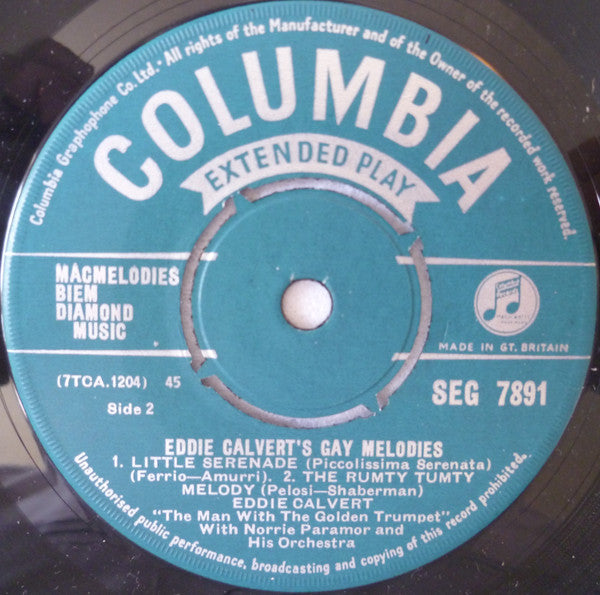 Columbia Graphophone Co. Ltd. · All rights of the Manufacturer and of the Owner of the recorded work reserved.
COLUMBIA
EXTENDED PLAY
MAGMELODIES
BIEM
DIAMOND
MUSIC
MADE IN GT. BRITAIN
(7TCA.1204) 45
SEG 7891
Side 2
EDDIE CALVERT'S GAY MELODIES
1. LITTLE SERENADE (Piccolissima Serenata)
(Ferrio—Amurri). 2. THE RUMTY TUMTY
MELODY (Pelosi—Shaberman)
EDDIE CALVERT
"The Man With The Golden Trumpet"
With Norrie Paramor and
His Orchestra
Unauthorised public performance, broadcasting and copying of this record prohibited.